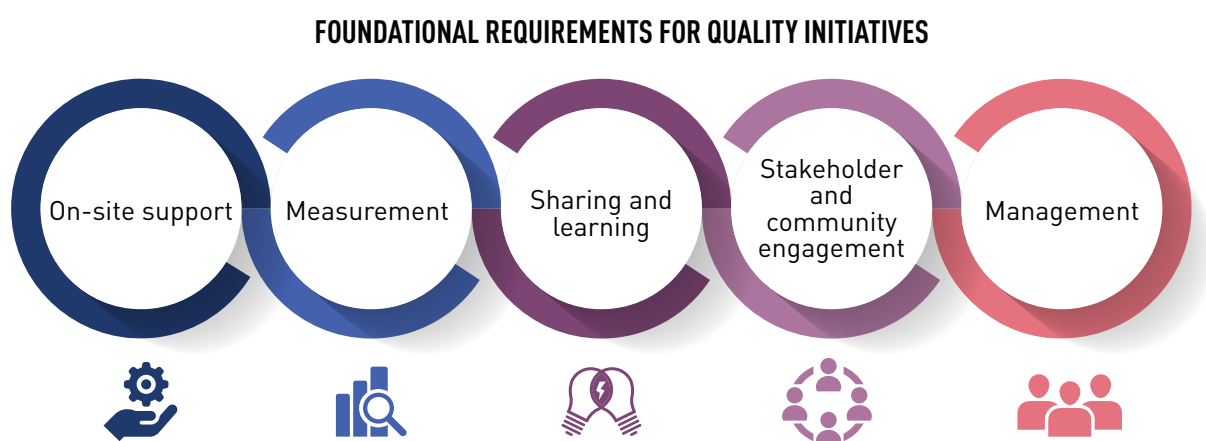 FOUNDATIONAL REQUIREMENTS FOR QUALITY INITIATIVES
On-site support
Measurement
Sharing and
learning
Stakeholder
and
community
engagement
Management